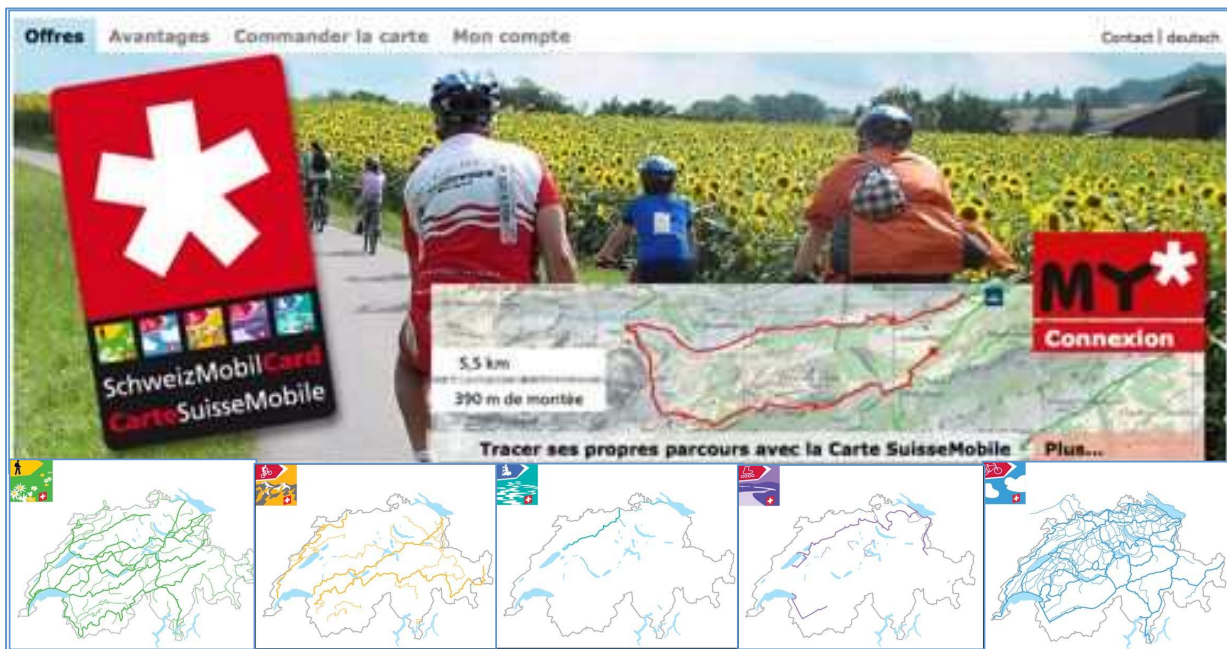 Offres Avantages Commander la carte Mon compte
Contact | deutsch
MY*
Connexion
5,5 km
390 m de montée
SchweizMobilCard
CarteSuisseMobile
Tracer ses propres parcours avec la Carte SuisseMobile Plus...